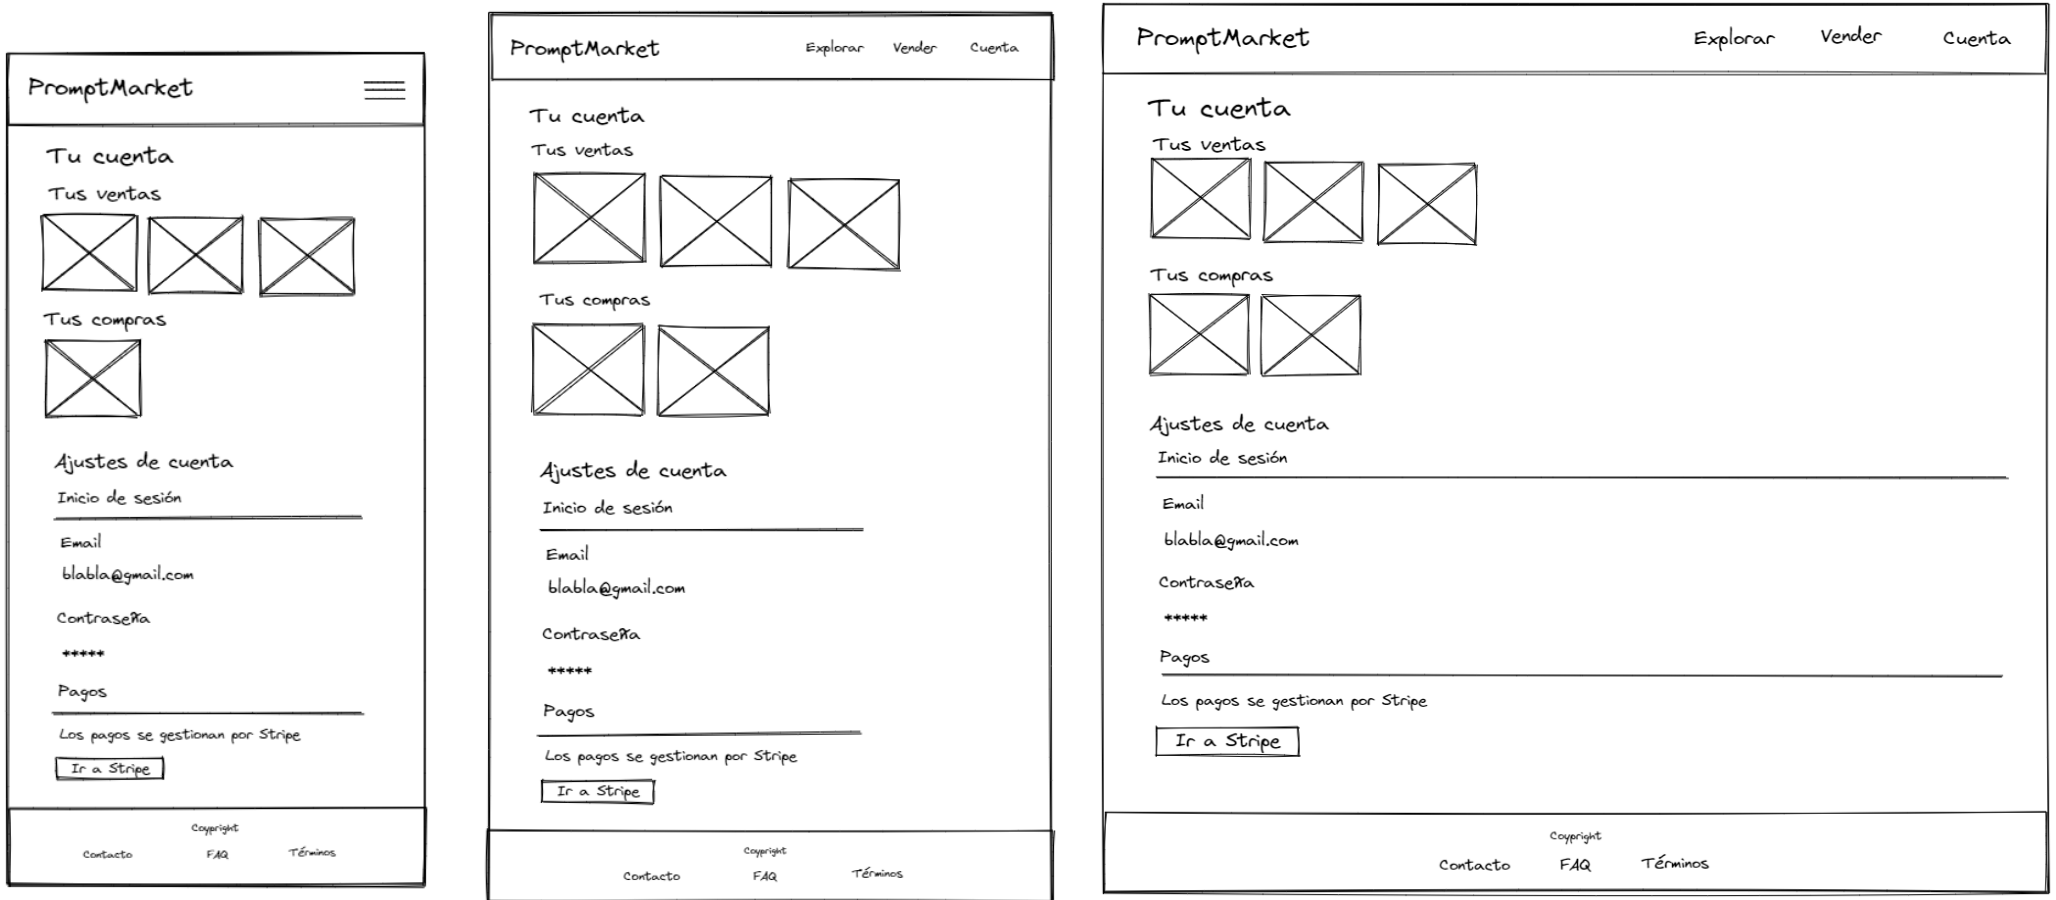 PromptMarket
Tu cuenta
Tus ventas
Tus compras
Ajustes de cuenta
Inicio de sesión
Email
blabla@gmail.com
Contraseña
*****
Pagos
Los pagos se gestionan por Stripe
Ir a Stripe
Coypright
Contacto FAQ Términos
PromptMarket Explorar Vender Cuenta
Tu cuenta
Tus ventas
Tus compras
Ajustes de cuenta
Inicio de sesión
Email
blabla@gmail.com
Contraseña
*****
Pagos
Los pagos se gestionan por Stripe
Ir a Stripe
Coypright
Contacto FAQ Términos
PromptMarket Explorar Vender Cuenta
Tu cuenta
Tus ventas
Tus compras
Ajustes de cuenta
Inicio de sesión
Email
blabla@gmail.com
Contraseña
*****
Pagos
Los pagos se gestionan por Stripe
Ir a Stripe
Coypright
Contacto FAQ Términos